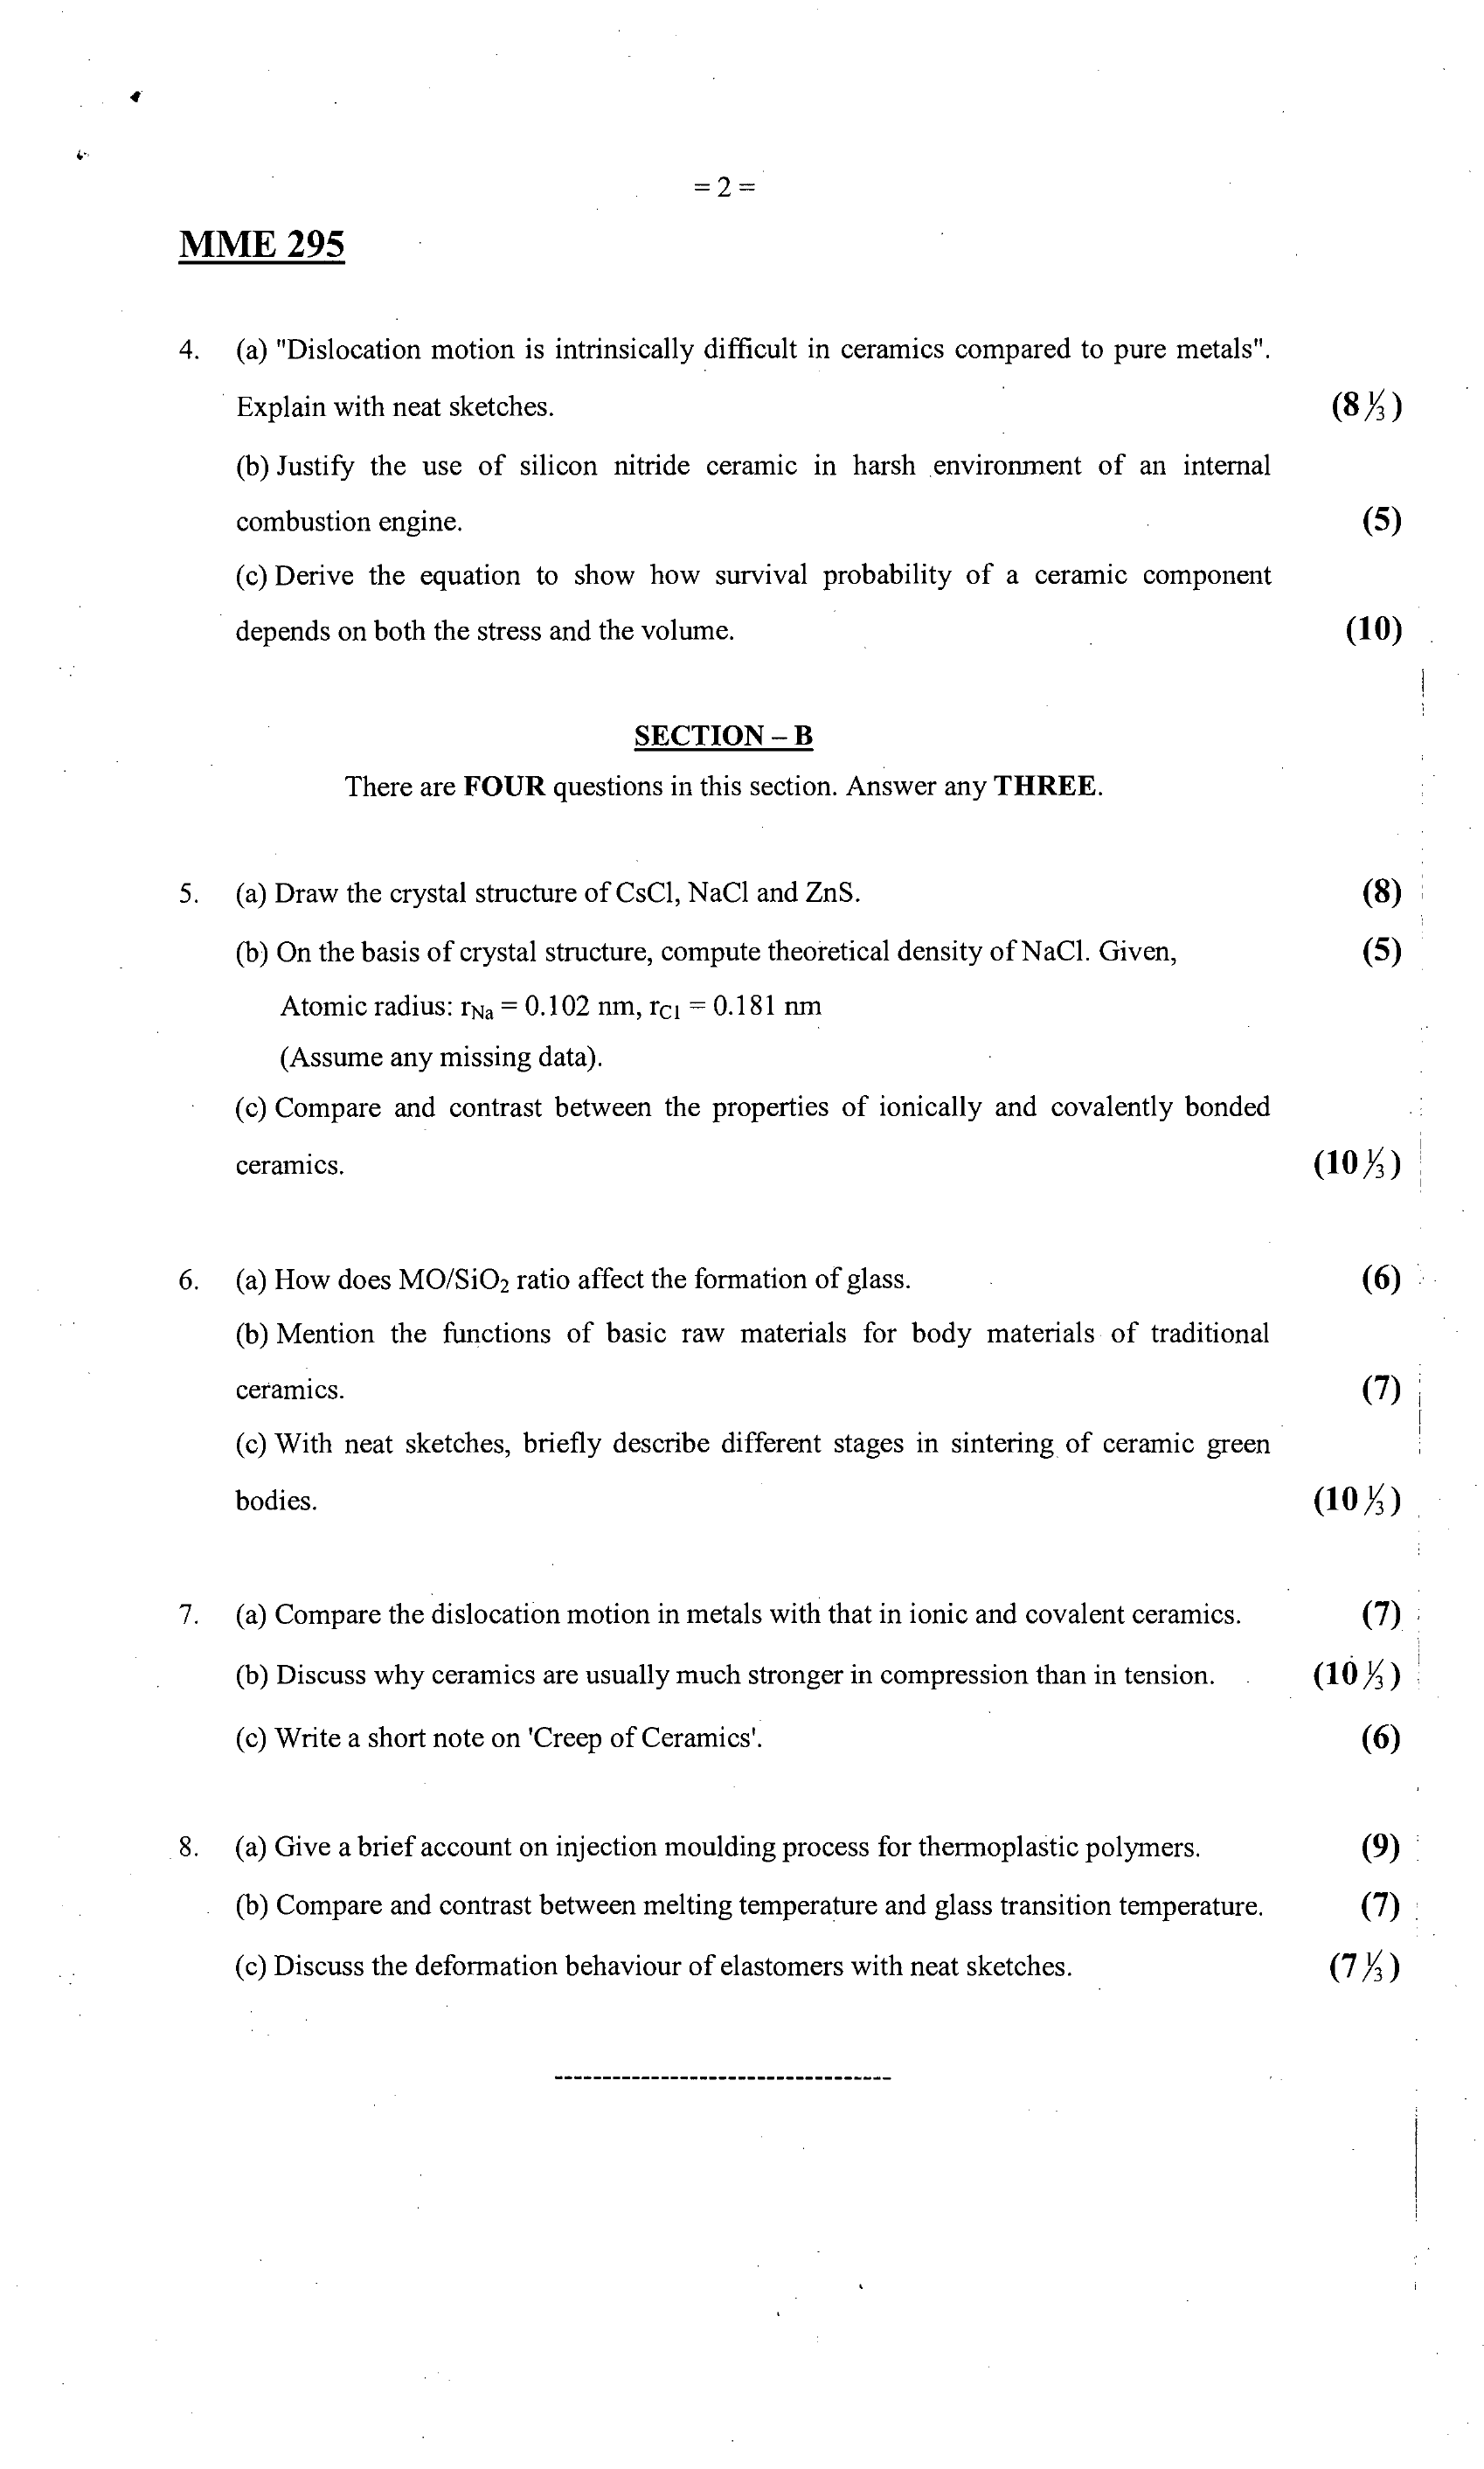 = 2 =
MME 295
4. (a) "Dislocation motion is intrinsically difficult in ceramics compared to pure metals".
Explain with neat sketches. (8 ⅓)
(b) Justify the use of silicon nitride ceramic in harsh environment of an internal
combustion engine. (5)
(c) Derive the equation to show how survival probability of a ceramic component
depends on both the stress and the volume. (10)
SECTION – B
There are FOUR questions in this section. Answer any THREE.
5. (a) Draw the crystal structure of CsCl, NaCl and ZnS. (8)
(b) On the basis of crystal structure, compute theoretical density of NaCl. Given, (5)
Atomic radius: rNa = 0.102 nm, rCl = 0.181 nm
(Assume any missing data).
(c) Compare and contrast between the properties of ionically and covalently bonded
ceramics. (10 ⅓)
6. (a) How does MO/SiO₂ ratio affect the formation of glass. (6)
(b) Mention the functions of basic raw materials for body materials of traditional
ceramics. (7)
(c) With neat sketches, briefly describe different stages in sintering of ceramic green
bodies. (10 ⅓)
7. (a) Compare the dislocation motion in metals with that in ionic and covalent ceramics. (7)
(b) Discuss why ceramics are usually much stronger in compression than in tension. (10 ⅓)
(c) Write a short note on 'Creep of Ceramics'. (6)
8. (a) Give a brief account on injection moulding process for thermoplastic polymers. (9)
(b) Compare and contrast between melting temperature and glass transition temperature. (7)
(c) Discuss the deformation behaviour of elastomers with neat sketches. (7 ⅓)
-----------------------------------